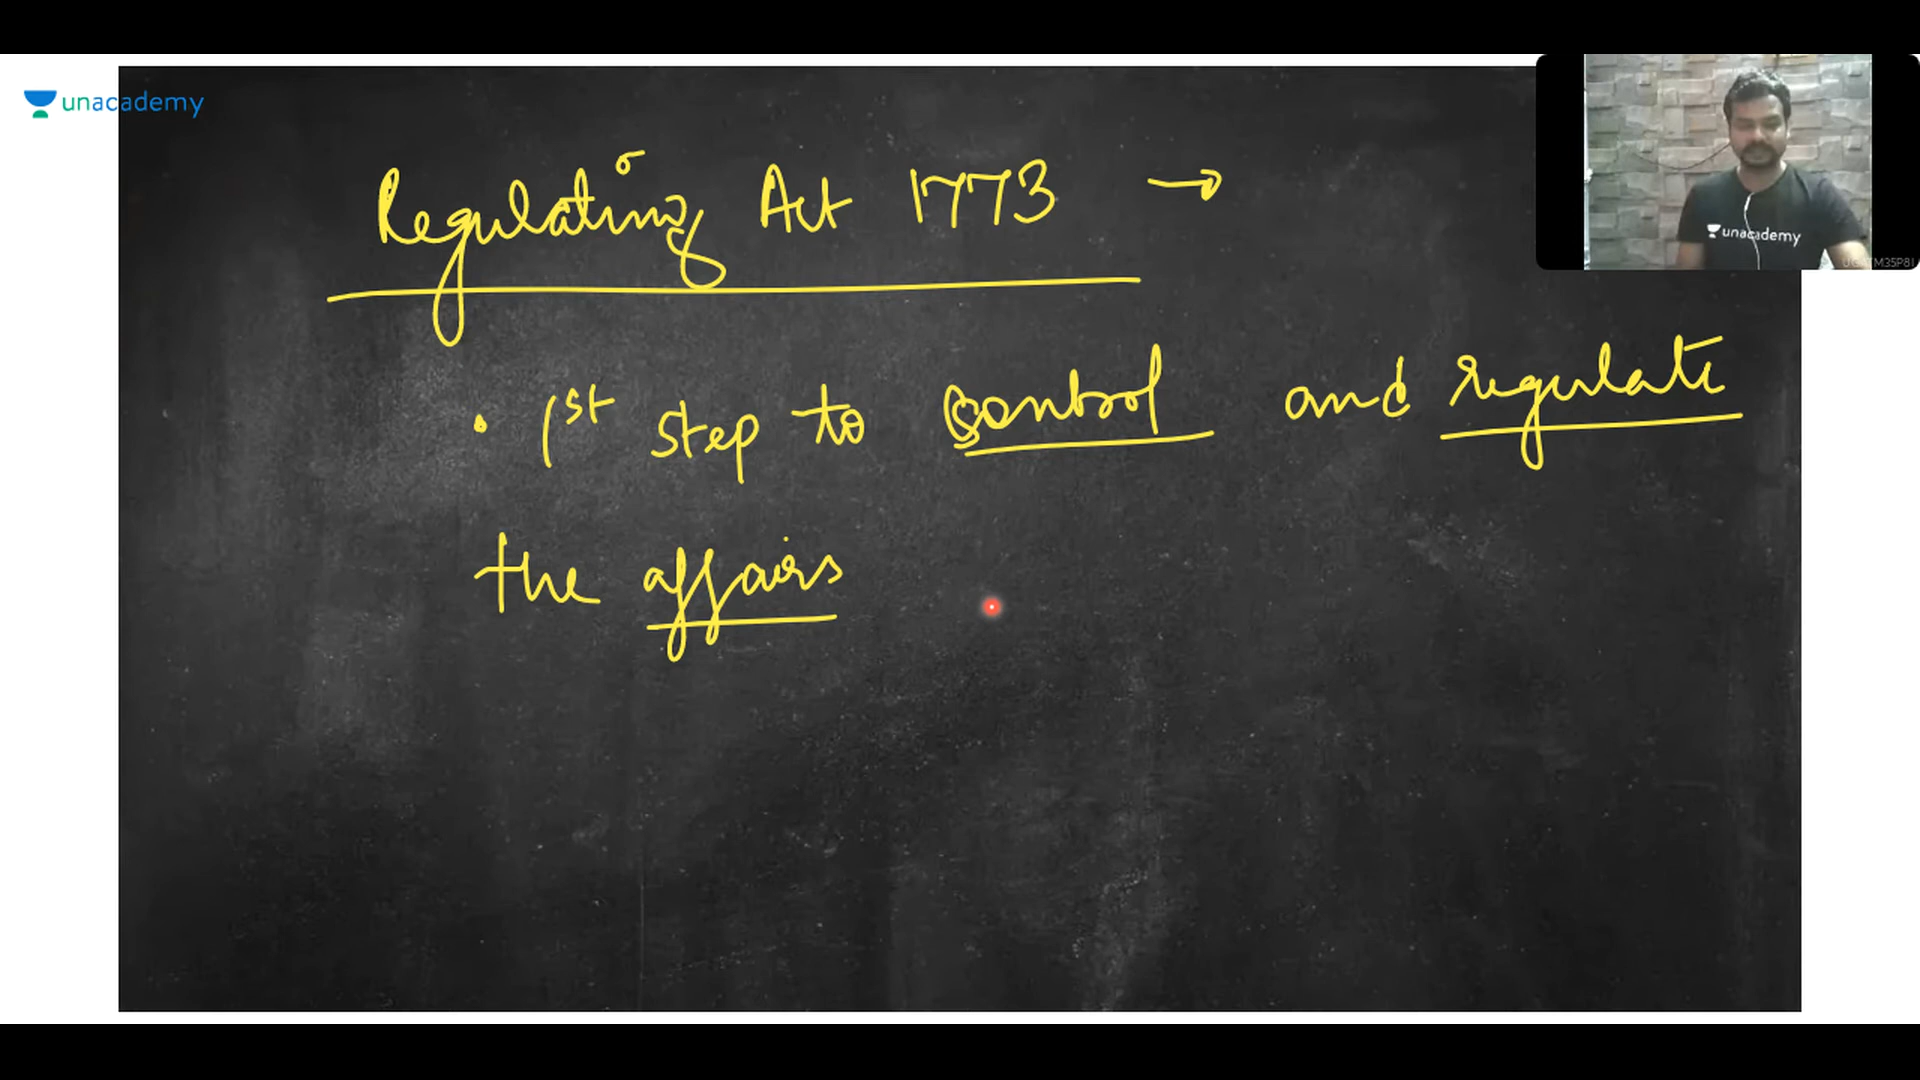 unacademy
Regulating Act 1773 →
• 1st step to control and regulate
the affairs
unacademy